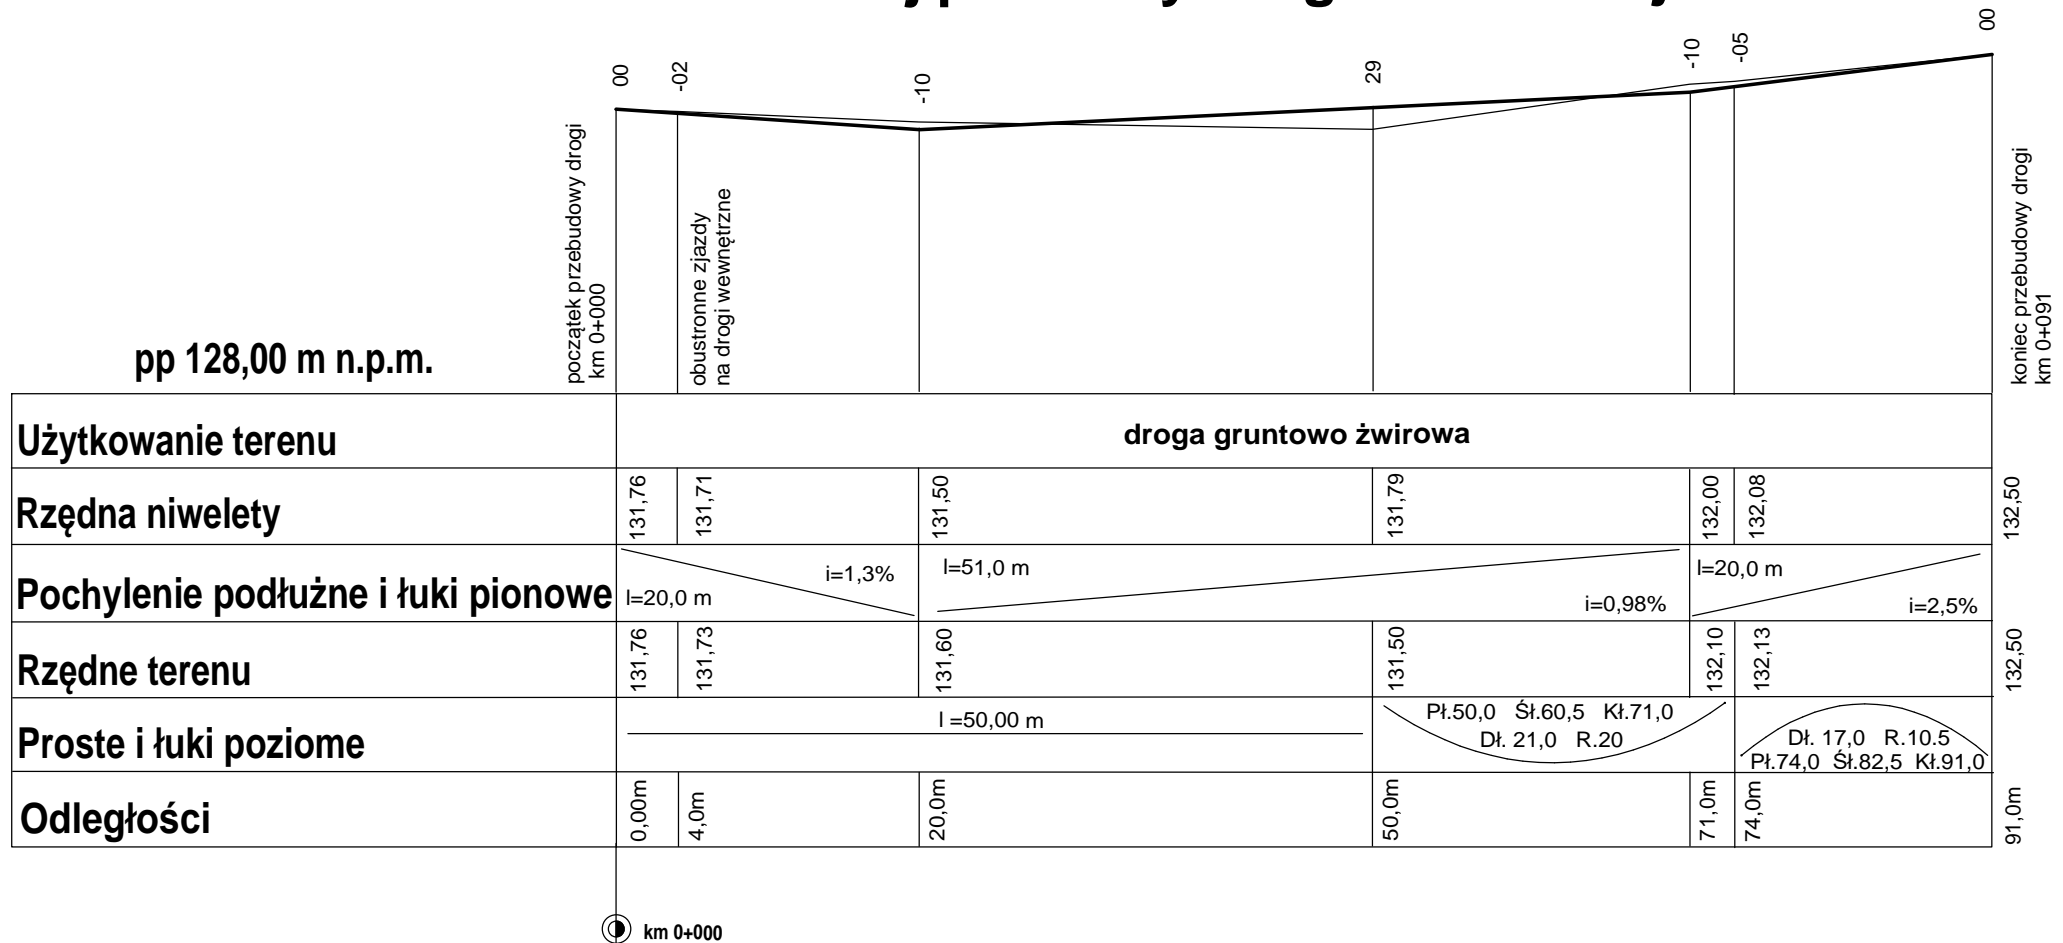 00
-02
-10
29
-10
-05
00
początek przebudowy drogi
km 0+000
obustronne zjazdy
na drogi wewnętrzne
koniec przebudowy drogi
km 0+091
pp 128,00 m n.p.m.
Użytkowanie terenu
droga gruntowo żwirowa
Rzędna niwelety
131,76
131,71
131,50
131,79
132,00
132,08
132,50
Pochylenie podłużne i łuki pionowe
l=20,0 m
i=1,3%
l=51,0 m
i=0,98%
l=20,0 m
i=2,5%
Rzędne terenu
131,76
131,73
131,60
131,50
132,10
132,13
132,50
Proste i łuki poziome
l =50,00 m
Pł.50,0 Śł.60,5 Kł.71,0
Dł. 21,0 R.20
Dł. 17,0 R.10.5
Pł.74,0 Śł.82,5 Kł.91,0
Odległości
0,00m
4,0m
20,0m
50,0m
71,0m
74,0m
91,0m
km 0+000